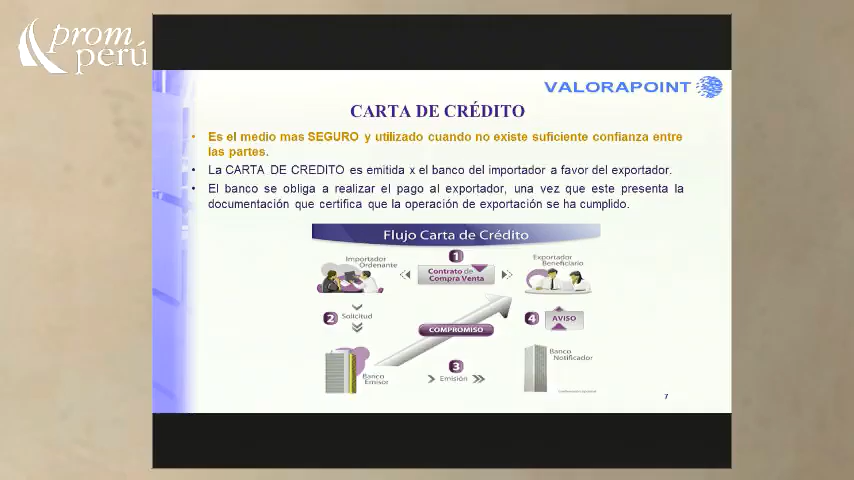 prom
perú
VALORAPOINT
CARTA DE CRÉDITO
• Es el medio mas SEGURO y utilizado cuando no existe suficiente confianza entre
las partes.
• La CARTA DE CREDITO es emitida x el banco del importador a favor del exportador.
• El banco se obliga a realizar el pago al exportador, una vez que este presenta la
documentación que certifica que la operación de exportación se ha cumplido.
Flujo Carta de Crédito
Importador
Ordenante
1
Contrato de
Compra Venta
Exportador
Beneficiario
2
Solicitud
COMPROMISO
4
AVISO
Banco
Emisor
3
Emisión
Banco
Notificador
7